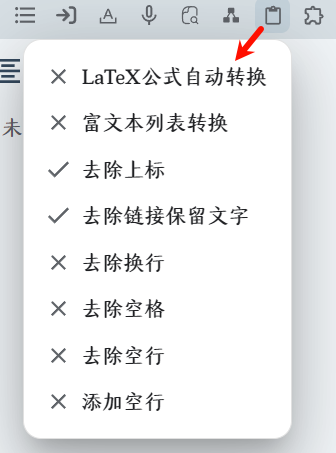 未
LaTeX公式自动转换
富文本列表转换
去除上标
去除链接保留文字
去除换行
去除空格
去除空行
添加空行